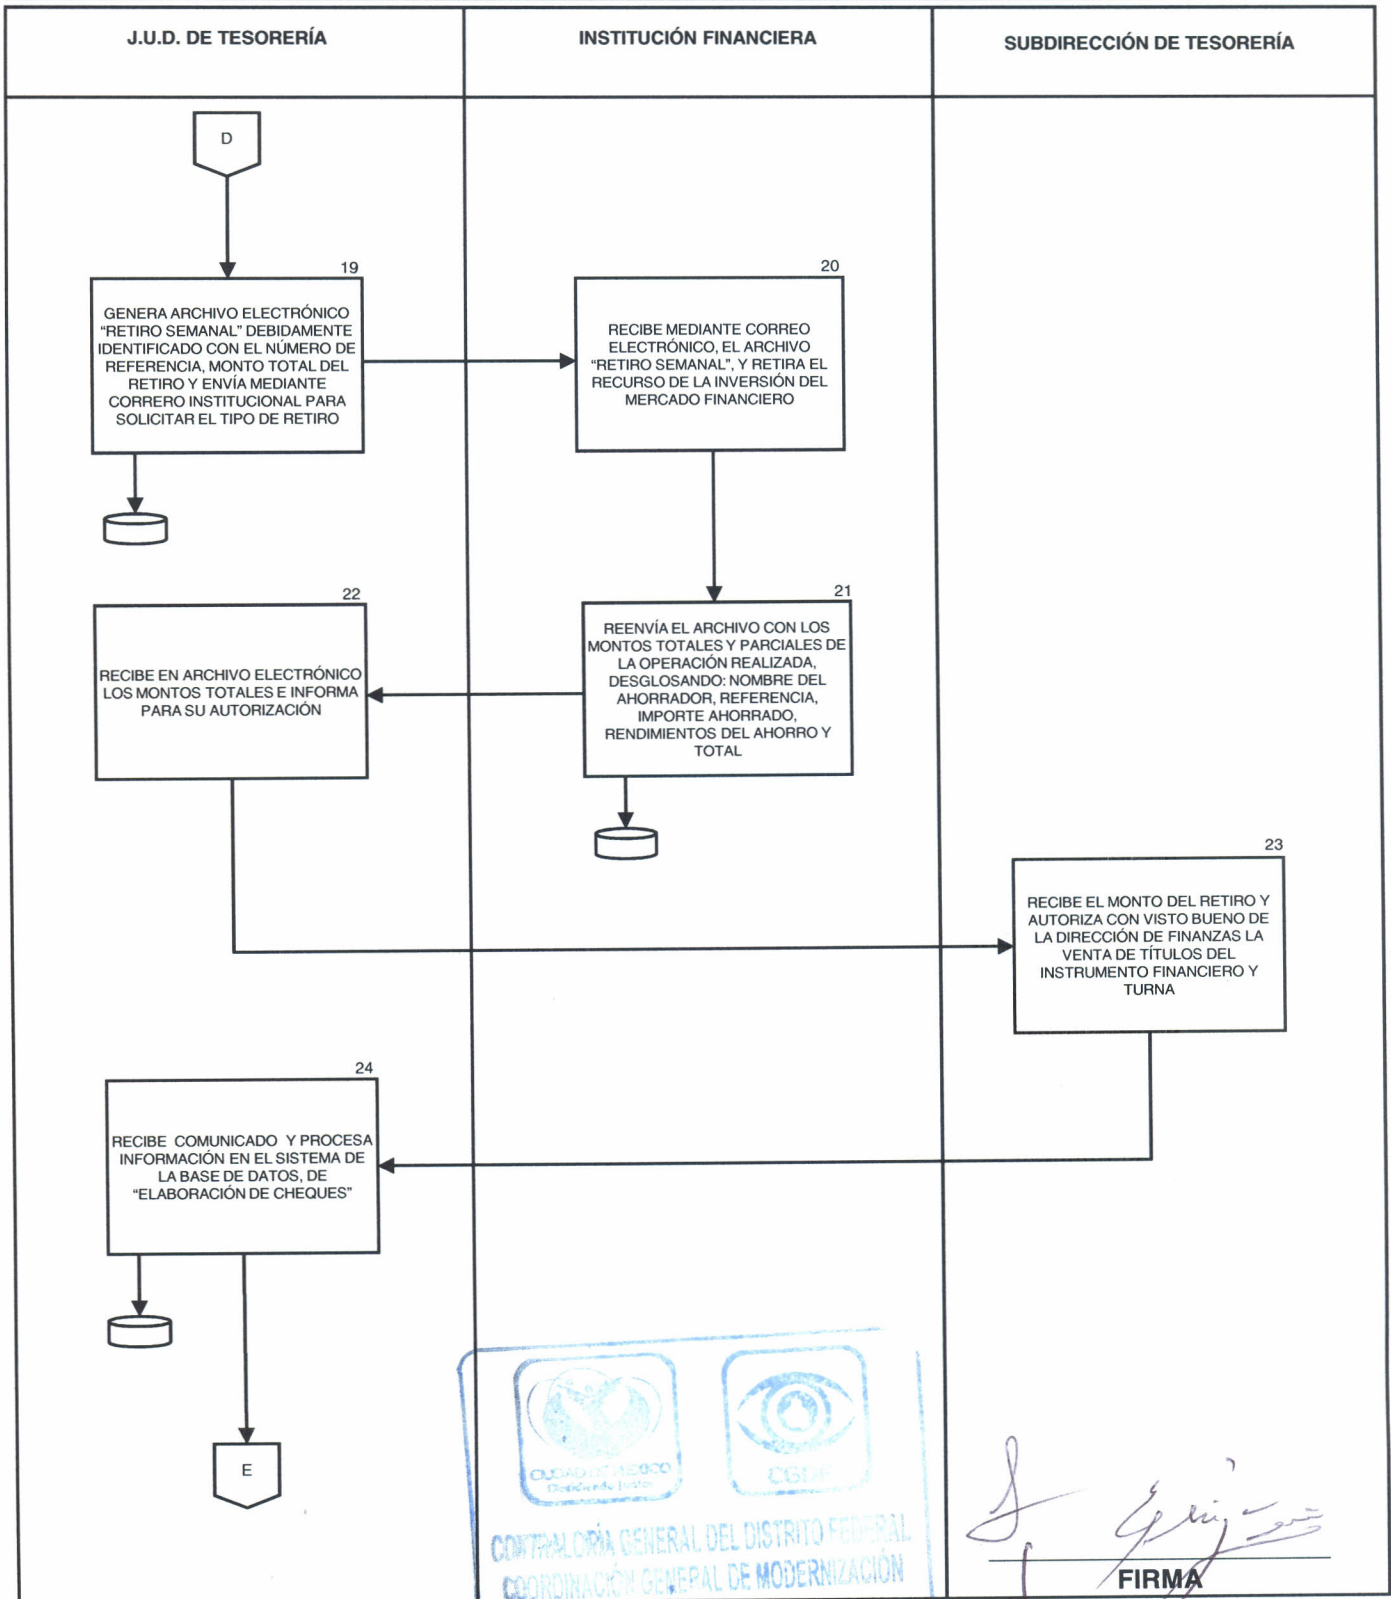 J.U.D. DE TESORERÍA
INSTITUCIÓN FINANCIERA
SUBDIRECCIÓN DE TESORERÍA
D
19
GENERA ARCHIVO ELECTRÓNICO
“RETIRO SEMANAL” DEBIDAMENTE
IDENTIFICADO CON EL NÚMERO DE
REFERENCIA, MONTO TOTAL DEL
RETIRO Y ENVÍA MEDIANTE
CORRERO INSTITUCIONAL PARA
SOLICITAR EL TIPO DE RETIRO
20
RECIBE MEDIANTE CORREO
ELECTRÓNICO, EL ARCHIVO
“RETIRO SEMANAL”, Y RETIRA EL
RECURSO DE LA INVERSIÓN DEL
MERCADO FINANCIERO
21
REENVÍA EL ARCHIVO CON LOS
MONTOS TOTALES Y PARCIALES DE
LA OPERACIÓN REALIZADA,
DESGLOSANDO: NOMBRE DEL
AHORRADOR, REFERENCIA,
IMPORTE AHORRADO,
RENDIMIENTOS DEL AHORRO Y
TOTAL
22
RECIBE EN ARCHIVO ELECTRÓNICO
LOS MONTOS TOTALES E INFORMA
PARA SU AUTORIZACIÓN
23
RECIBE EL MONTO DEL RETIRO Y
AUTORIZA CON VISTO BUENO DE
LA DIRECCIÓN DE FINANZAS LA
VENTA DE TÍTULOS DEL
INSTRUMENTO FINANCIERO Y
TURNA
24
RECIBE COMUNICADO Y PROCESA
INFORMACIÓN EN EL SISTEMA DE
LA BASE DE DATOS, DE
“ELABORACIÓN DE CHEQUES”
E
CIUDAD DE MÉXICO
Decidiendo Juntos
CGDF
CONTRALORÍA GENERAL DEL DISTRITO FEDERAL
COORDINACIÓN GENERAL DE MODERNIZACIÓN
FIRMA